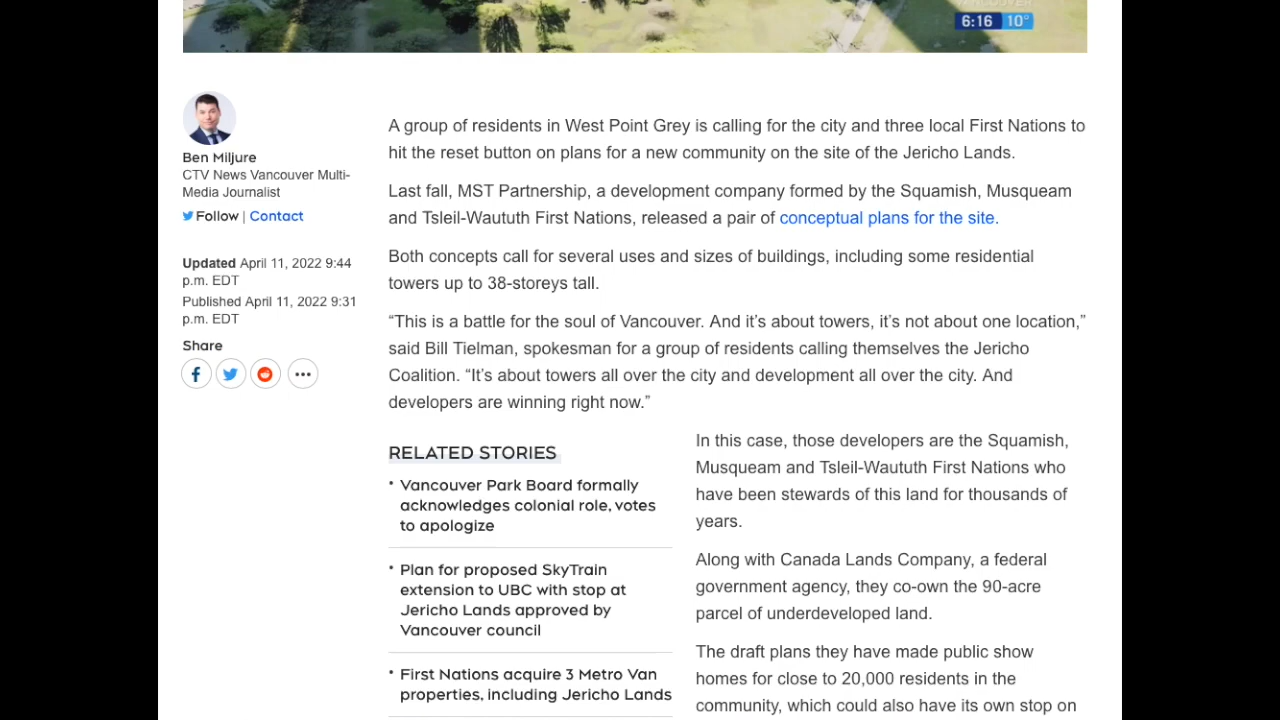 VANCOUVER
6:16 10°
Ben Miljure
CTV News Vancouver Multi-
Media Journalist
Follow | Contact
Updated April 11, 2022 9:44
p.m. EDT
Published April 11, 2022 9:31
p.m. EDT
Share
A group of residents in West Point Grey is calling for the city and three local First Nations to
hit the reset button on plans for a new community on the site of the Jericho Lands.
Last fall, MST Partnership, a development company formed by the Squamish, Musqueam
and Tsleil-Waututh First Nations, released a pair of conceptual plans for the site.
Both concepts call for several uses and sizes of buildings, including some residential
towers up to 38-storeys tall.
“This is a battle for the soul of Vancouver. And it’s about towers, it’s not about one location,”
said Bill Tielman, spokesman for a group of residents calling themselves the Jericho
Coalition. “It’s about towers all over the city and development all over the city. And
developers are winning right now.”
RELATED STORIES
• Vancouver Park Board formally
acknowledges colonial role, votes
to apologize
• Plan for proposed SkyTrain
extension to UBC with stop at
Jericho Lands approved by
Vancouver council
• First Nations acquire 3 Metro Van
properties, including Jericho Lands
In this case, those developers are the Squamish,
Musqueam and Tsleil-Waututh First Nations who
have been stewards of this land for thousands of
years.
Along with Canada Lands Company, a federal
government agency, they co-own the 90-acre
parcel of underdeveloped land.
The draft plans they have made public show
homes for close to 20,000 residents in the
community, which could also have its own stop on